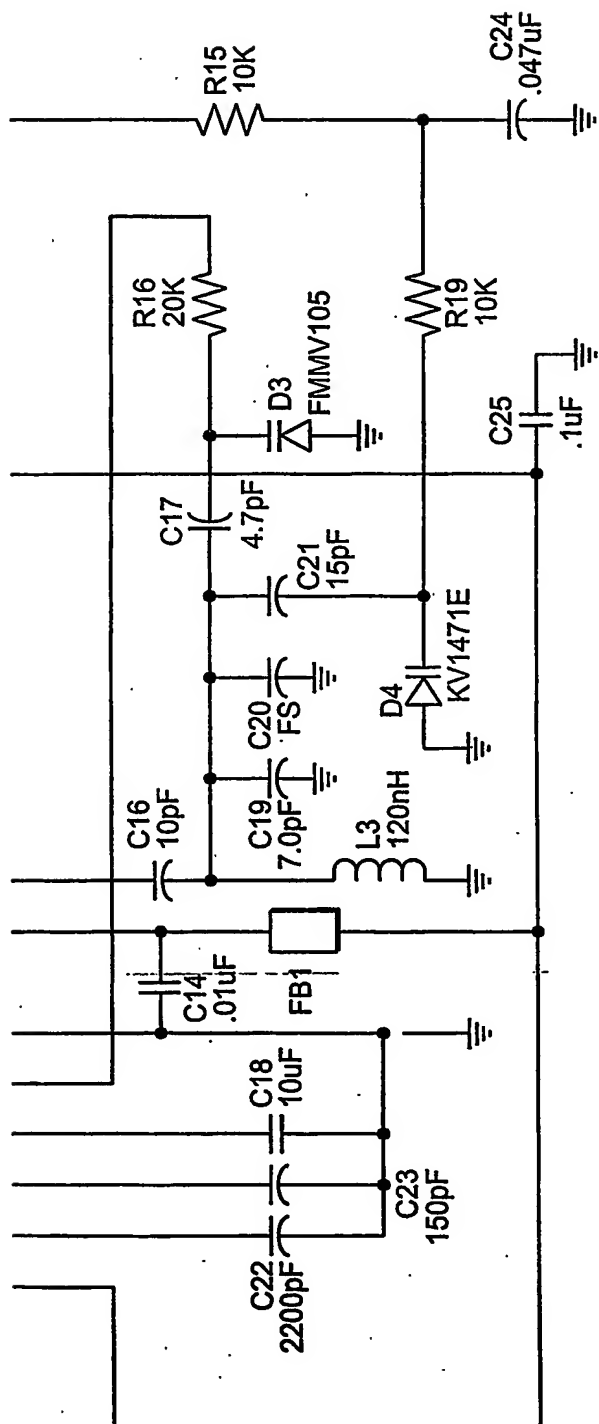 R15
10K
C24
.047uF
R16
20K
D3
FMMV105
R19
10K
C25
.1uF
C17
4.7pF
C21
15pF
C20
FS
D4
KV1471E
C16
10pF
C19
7.0pF
L3
120nH
C14
.01uF
FB1
C18
10uF
C23
150pF
C22
2200pF